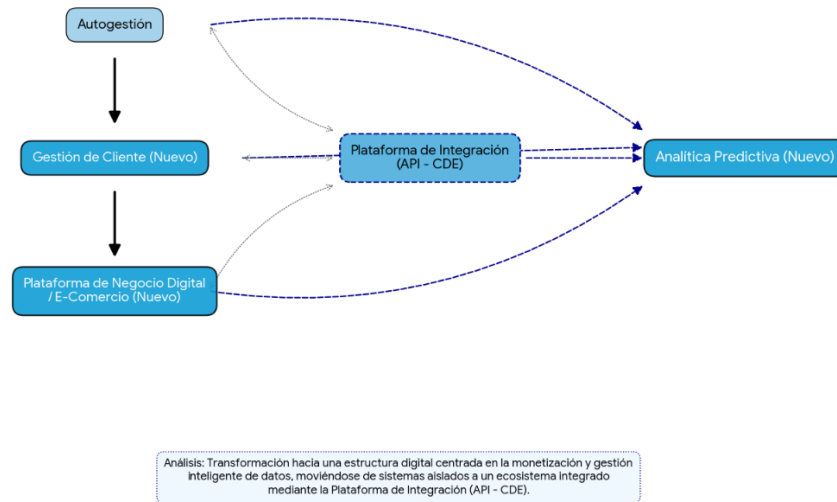 Autogestión
Gestión de Cliente (Nuevo)
Plataforma de Integración
(API - CDE)
Analítica Predictiva (Nuevo)
Plataforma de Negocio Digital
/ E-Comercio (Nuevo)
Análisis: Transformación hacia una estructura digital centrada en la monetización y gestión
inteligente de datos, moviéndose de sistemas aislados a un ecosistema integrado
mediante la Plataforma de Integración (API - CDE).